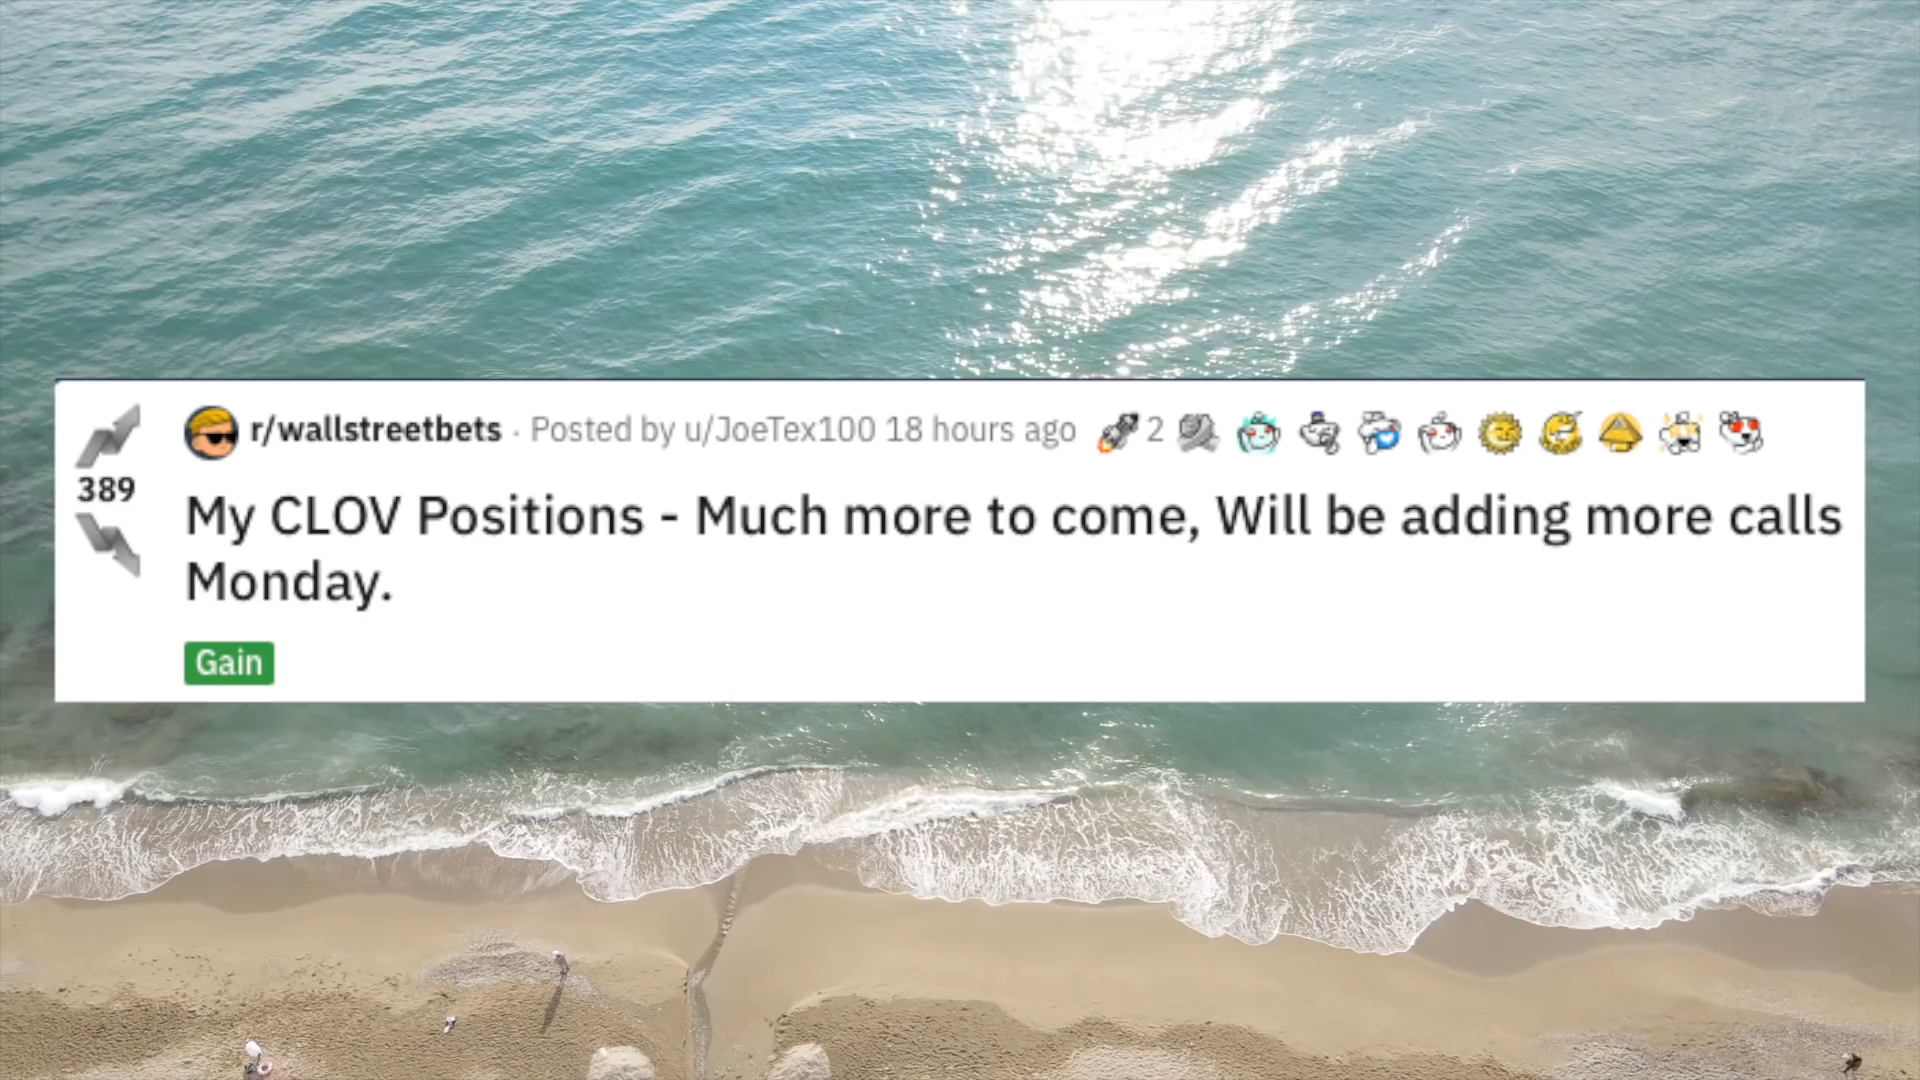 r/wallstreetbets · Posted by u/JoeTex100 18 hours ago 2
389
My CLOV Positions - Much more to come, Will be adding more calls
Monday.
Gain